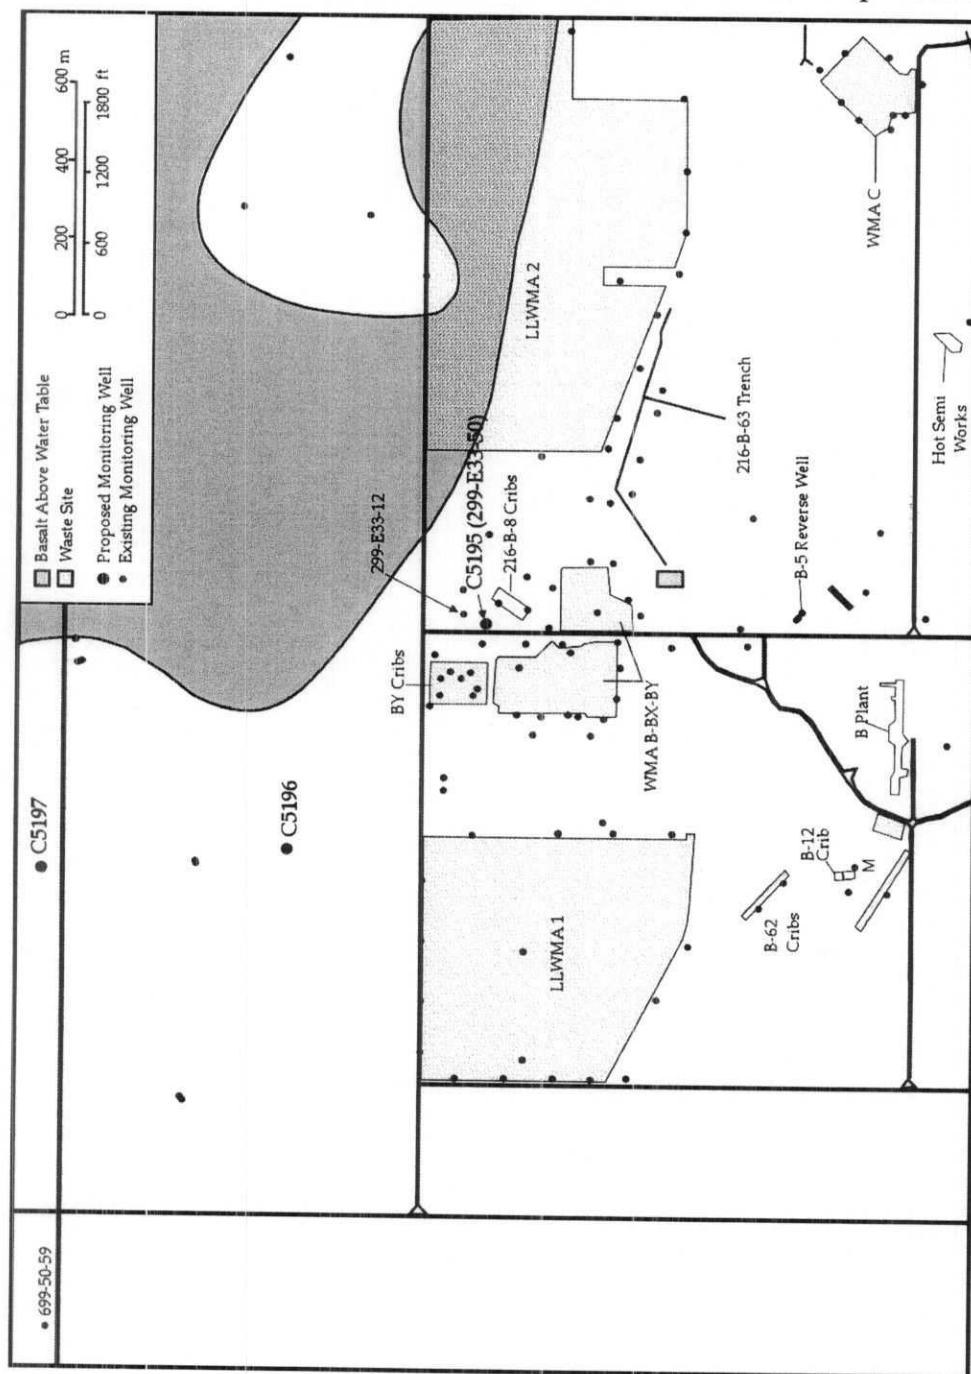 Basalt Above Water Table
Waste Site
Proposed Monitoring Well
Existing Monitoring Well
0 200 400 600 m
0 600 1200 1800 ft
699-50-59
C5197
C5196
299-E33-12
C5195 (299-E33-50)
216-B-8 Cribs
BY Cribs
LLWMA 2
LLWMA 1
WMA B-BX-BY
216-B-63 Trench
B-5 Reverse Well
WMA C
B-62
Cribs
B-12
Crib
M
B Plant
Hot Semi
Works